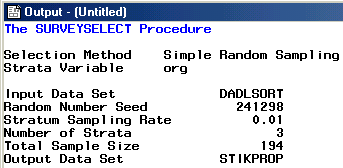 Output - (Untitled)
The SURVEYSELECT Procedure
Selection Method Simple Random Sampling
Strata Variable org
Input Data Set DADLSORT
Random Number Seed 241298
Stratum Sampling Rate 0.01
Number of Strata 3
Total Sample Size 194
Output Data Set STIKPROP